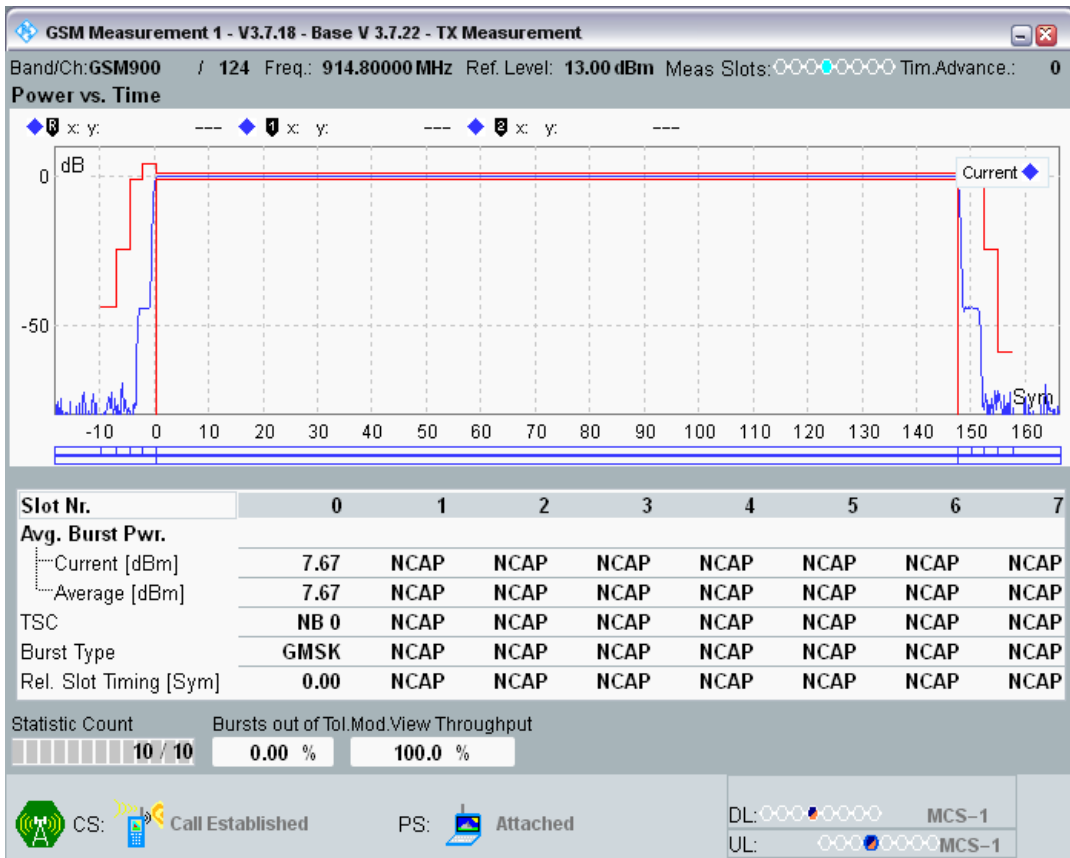 GSM Measurement 1 - V3.7.18 - Base V 3.7.22 - TX Measurement
Band/Ch:GSM900 / 124 Freq.: 914.80000 MHz Ref. Level: 13.00 dBm Meas Slots: Tim.Advance.: 0
Power vs. Time
R x: y: --- 1 x: y: --- 2 x: y: ---
dB
Current
0
-50
Sym
-10 0 10 20 30 40 50 60 70 80 90 100 110 120 130 140 150 160
Slot Nr. 0 1 2 3 4 5 6 7
Avg. Burst Pwr.
Current [dBm] 7.67 NCAP NCAP NCAP NCAP NCAP NCAP NCAP
Average [dBm] 7.67 NCAP NCAP NCAP NCAP NCAP NCAP NCAP
TSC NB 0 NCAP NCAP NCAP NCAP NCAP NCAP NCAP
Burst Type GMSK NCAP NCAP NCAP NCAP NCAP NCAP NCAP
Rel. Slot Timing [Sym] 0.00 NCAP NCAP NCAP NCAP NCAP NCAP NCAP
Statistic Count Bursts out of Tol.Mod.View Throughput
10 / 10 0.00 % 100.0 %
CS: Call Established PS: Attached
DL: MCS-1
UL: MCS-1